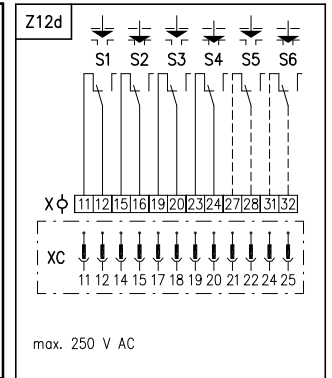 Z12d
S1 S2 S3 S4 S5 S6
X 11 12 15 16 19 20 23 24 27 28 31 32
XC
11 12 14 15 17 18 19 20 21 22 24 25
max. 250 V AC